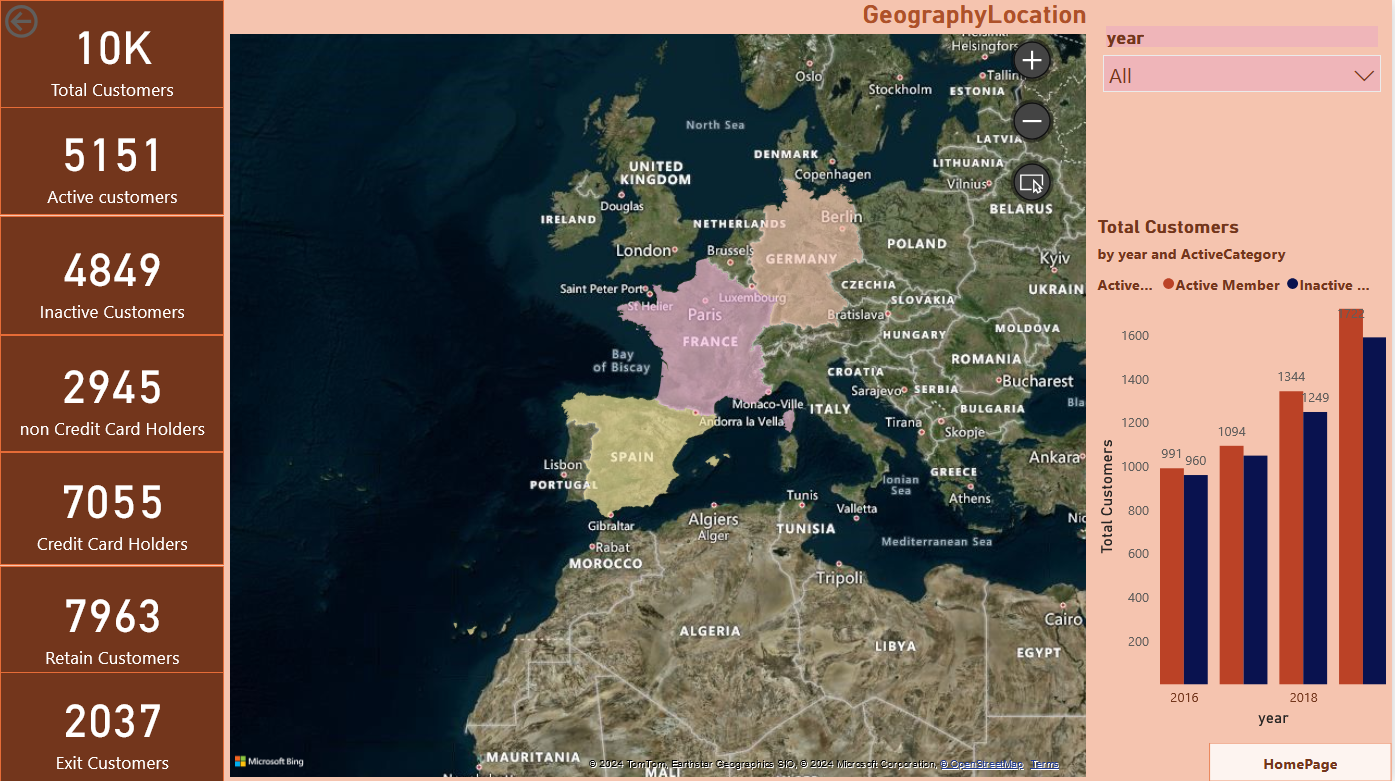 GeographyLocation
10K
Total Customers
5151
Active customers
4849
Inactive Customers
2945
non Credit Card Holders
7055
Credit Card Holders
7963
Retain Customers
2037
Exit Customers
Helsingfors
Oslo
Stockholm
Tallin
ESTONIA
North Sea
LATVIA
DENMARK
LITHUANIA
UNITED
KINGDOM
Copenhagen
Vilnius
Douglas
BELARUS
IRELAND
NETHERLANDS
Berlin
London
Brussels
POLAND
GERMANY
Kyiv
Saint Peter Port
CZECHIA
UKRAIN
St Helier
Luxembourg
SLOVAKIA
Paris
Bratislava
MOLDOVA
FRANCE
HUNGARY
Bay
of Biscay
ROMANIA
CROATIA
Bucharest
Sarajevo
SERBIA
Monaco-Ville
ITALY
BULGARIA
Bla
Andorra la Vella
Tirana
Skopje
SPAIN
Ankara
Lisbon
GREECE
PORTUGAL
Ionian
Sea
Athens
Tunis
Valletta
Gibraltar
Algiers
Alger
TUNISIA
Nic
Rabat
Mediterranean Sea
MOROCCO
Tripoli
Cairo
ALGERIA
LIBYA
EGYPT
MAURITANIA
MALI
Microsoft Bing
© 2024 TomTom, Earthstar Geographics SIO, © 2024 Microsoft Corporation, © OpenStreetMap Terms
year
All
Total Customers
by year and ActiveCategory
Active... Active Member Inactive ...
1600
1400
1200
1000
800
600
400
200
991
960
1094
1344
1249
Total Customers
2016
2018
year
HomePage